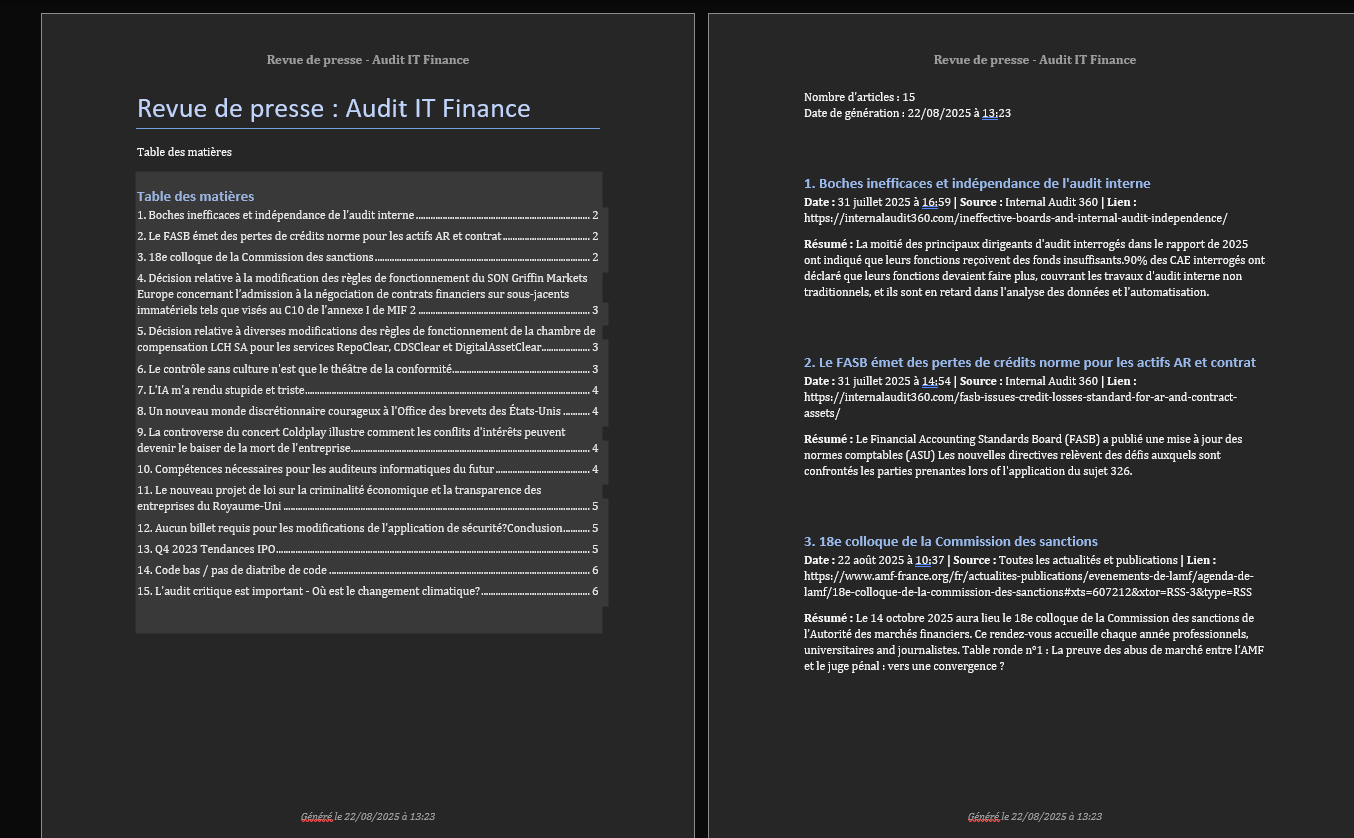 Revue de presse - Audit IT Finance
Revue de presse : Audit IT Finance
Table des matières
Table des matières
1. Boches inefficaces et indépendance de l'audit interne 2
2. Le FASB émet des pertes de crédits norme pour les actifs AR et contrat 2
3. 18e colloque de la Commission des sanctions 2
4. Décision relative à la modification des règles de fonctionnement du SON Griffin Markets
Europe concernant l'admission à la négociation de contrats financiers sur sous-jacents
immatériels tels que visés au C10 de l'annexe I de MIF 2 3
5. Décision relative à diverses modifications des règles de fonctionnement de la chambre de
compensation LCH SA pour les services RepoClear, CDSClear et DigitalAssetClear 3
6. Le contrôle sans culture n'est que le théâtre de la conformité 3
7. L'IA m'a rendu stupide et triste 4
8. Un nouveau monde discrétionnaire courageux à l'Office des brevets des États-Unis 4
9. La controverse du concert Coldplay illustre comment les conflits d'intérêts peuvent
devenir le baiser de la mort de l'entreprise 4
10. Compétences nécessaires pour les auditeurs informatiques du futur 4
11. Le nouveau projet de loi sur la criminalité économique et la transparence des
entreprises du Royaume-Uni 5
12. Aucun billet requis pour les modifications de l'application de sécurité?Conclusion 5
13. Q4 2023 Tendances IPO 5
14. Code bas / pas de diatribe de code 6
15. L'audit critique est important - Où est le changement climatique? 6
Généré le 22/08/2025 à 13:23
Revue de presse - Audit IT Finance
Nombre d'articles : 15
Date de génération : 22/08/2025 à 13:23
1. Boches inefficaces et indépendance de l'audit interne
Date : 31 juillet 2025 à 16:59 | Source : Internal Audit 360 | Lien :
https://internalaudit360.com/ineffective-boards-and-internal-audit-independence/
Résumé : La moitié des principaux dirigeants d'audit interrogés dans le rapport de 2025
ont indiqué que leurs fonctions reçoivent des fonds insuffisants.90% des CAE interrogés ont
déclaré que leurs fonctions devaient faire plus, couvrant les travaux d'audit interne non
traditionnels, et ils sont en retard dans l'analyse des données et l'automatisation.
2. Le FASB émet des pertes de crédits norme pour les actifs AR et contrat
Date : 31 juillet 2025 à 14:54 | Source : Internal Audit 360 | Lien :
https://internalaudit360.com/fasb-issues-credit-losses-standard-for-ar-and-contract-
assets/
Résumé : Le Financial Accounting Standards Board (FASB) a publié une mise à jour des
normes comptables (ASU) Les nouvelles directives relèvent des défis auxquels sont
confrontés les parties prenantes lors of l'application du sujet 326.
3. 18e colloque de la Commission des sanctions
Date : 22 août 2025 à 10:37 | Source : Toutes les actualités et publications | Lien :
https://www.amf-france.org/fr/actualites-publications/evenements-de-lamf/agenda-de-
lamf/18e-colloque-de-la-commission-des-sanctions#xts=607212&xtor=RSS-3&type=RSS
Résumé : Le 14 octobre 2025 aura lieu le 18e colloque de la Commission des sanctions de
l'Autorité des marchés financiers. Ce rendez-vous accueille chaque année professionnels,
universitaires and journalistes. Table ronde n°1 : La preuve des abus de marché entre l'AMF
et le juge pénal : vers une convergence ?
Généré le 22/08/2025 à 13:23